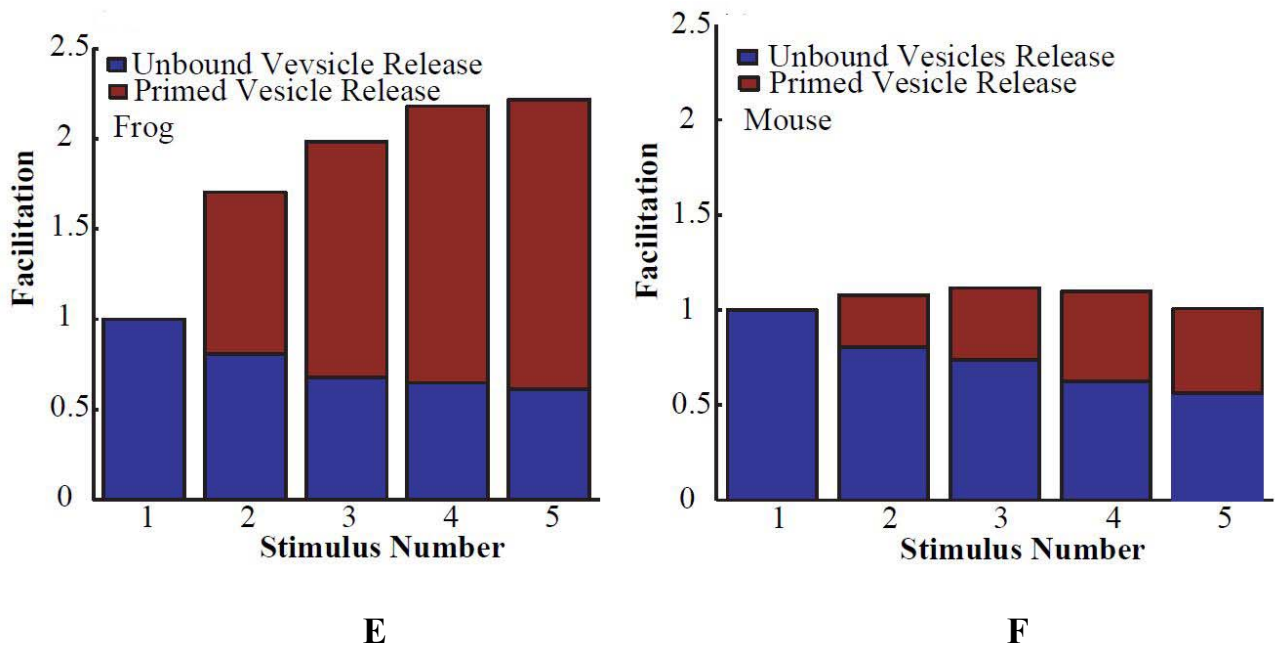 2.5
Unbound Vevsicle Release
Primed Vesicle Release
Frog
2
1.5
1
0.5
0
Facilitation
1 2 3 4 5
Stimulus Number
E
2.5
Unbound Vesicles Release
Primed Vesicle Release
Mouse
2
1.5
1
0.5
0
Facilitation
1 2 3 4 5
Stimulus Number
F